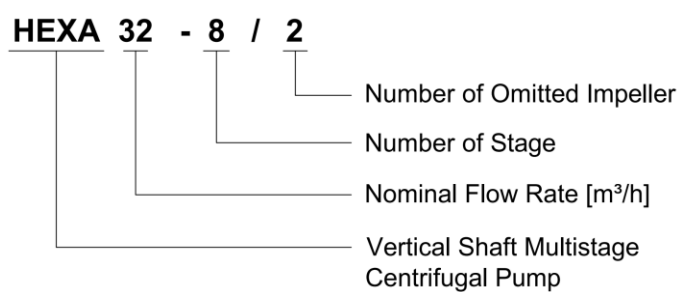 HEXA 32 - 8 / 2
Number of Omitted Impeller
Number of Stage
Nominal Flow Rate [m³/h]
Vertical Shaft Multistage
Centrifugal Pump